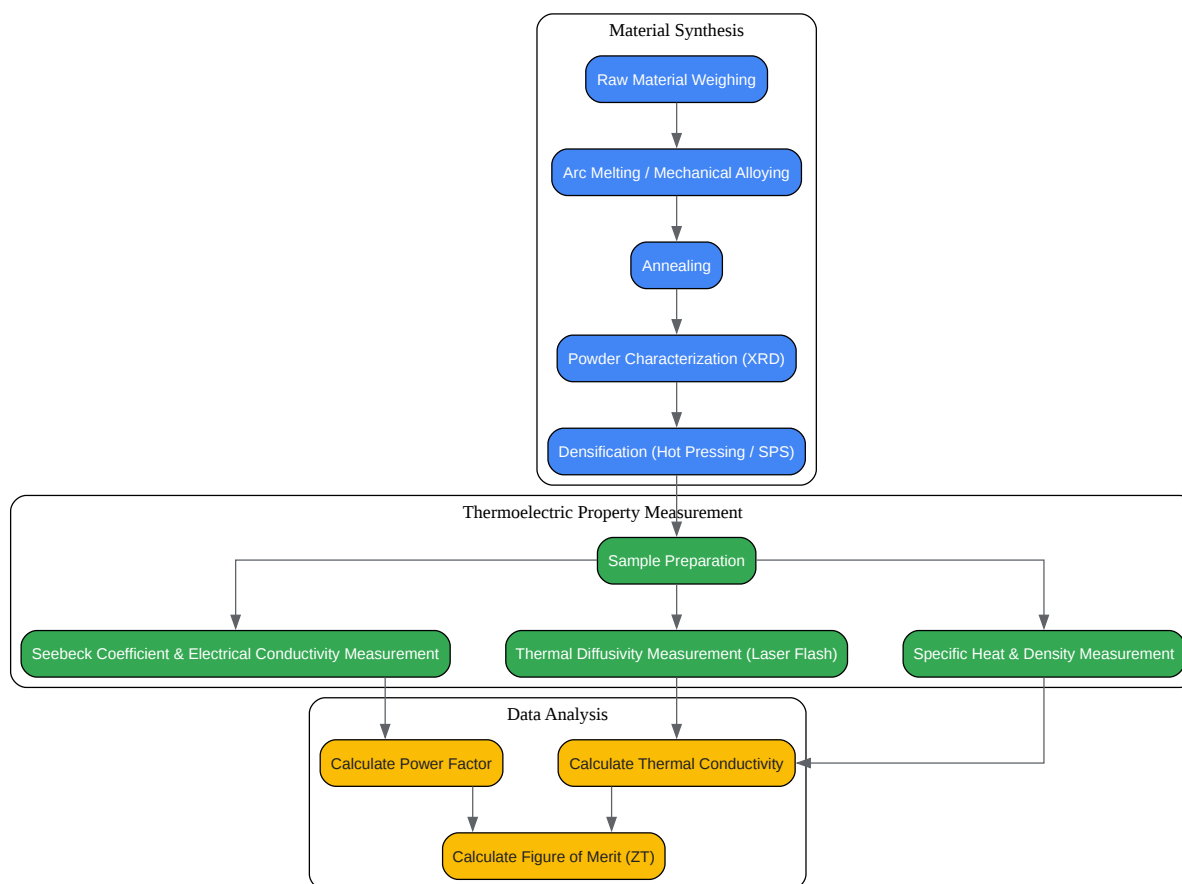 Material Synthesis
Raw Material Weighing
Arc Melting / Mechanical Alloying
Annealing
Powder Characterization (XRD)
Densification (Hot Pressing / SPS)
Thermoelectric Property Measurement
Sample Preparation
Seebeck Coefficient & Electrical Conductivity Measurement
Thermal Diffusivity Measurement (Laser Flash)
Specific Heat & Density Measurement
Data Analysis
Calculate Power Factor
Calculate Thermal Conductivity
Calculate Figure of Merit (ZT)